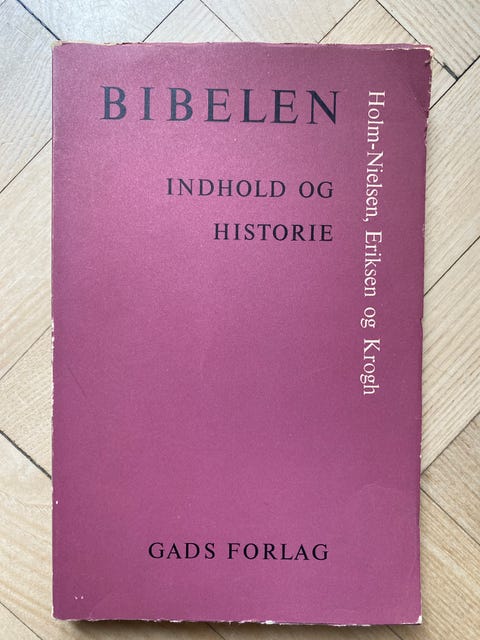 BIBELEN
INDHOLD OG
HISTORIE
Holm-Nielsen, Eriksen og Krogh
GADS FORLAG